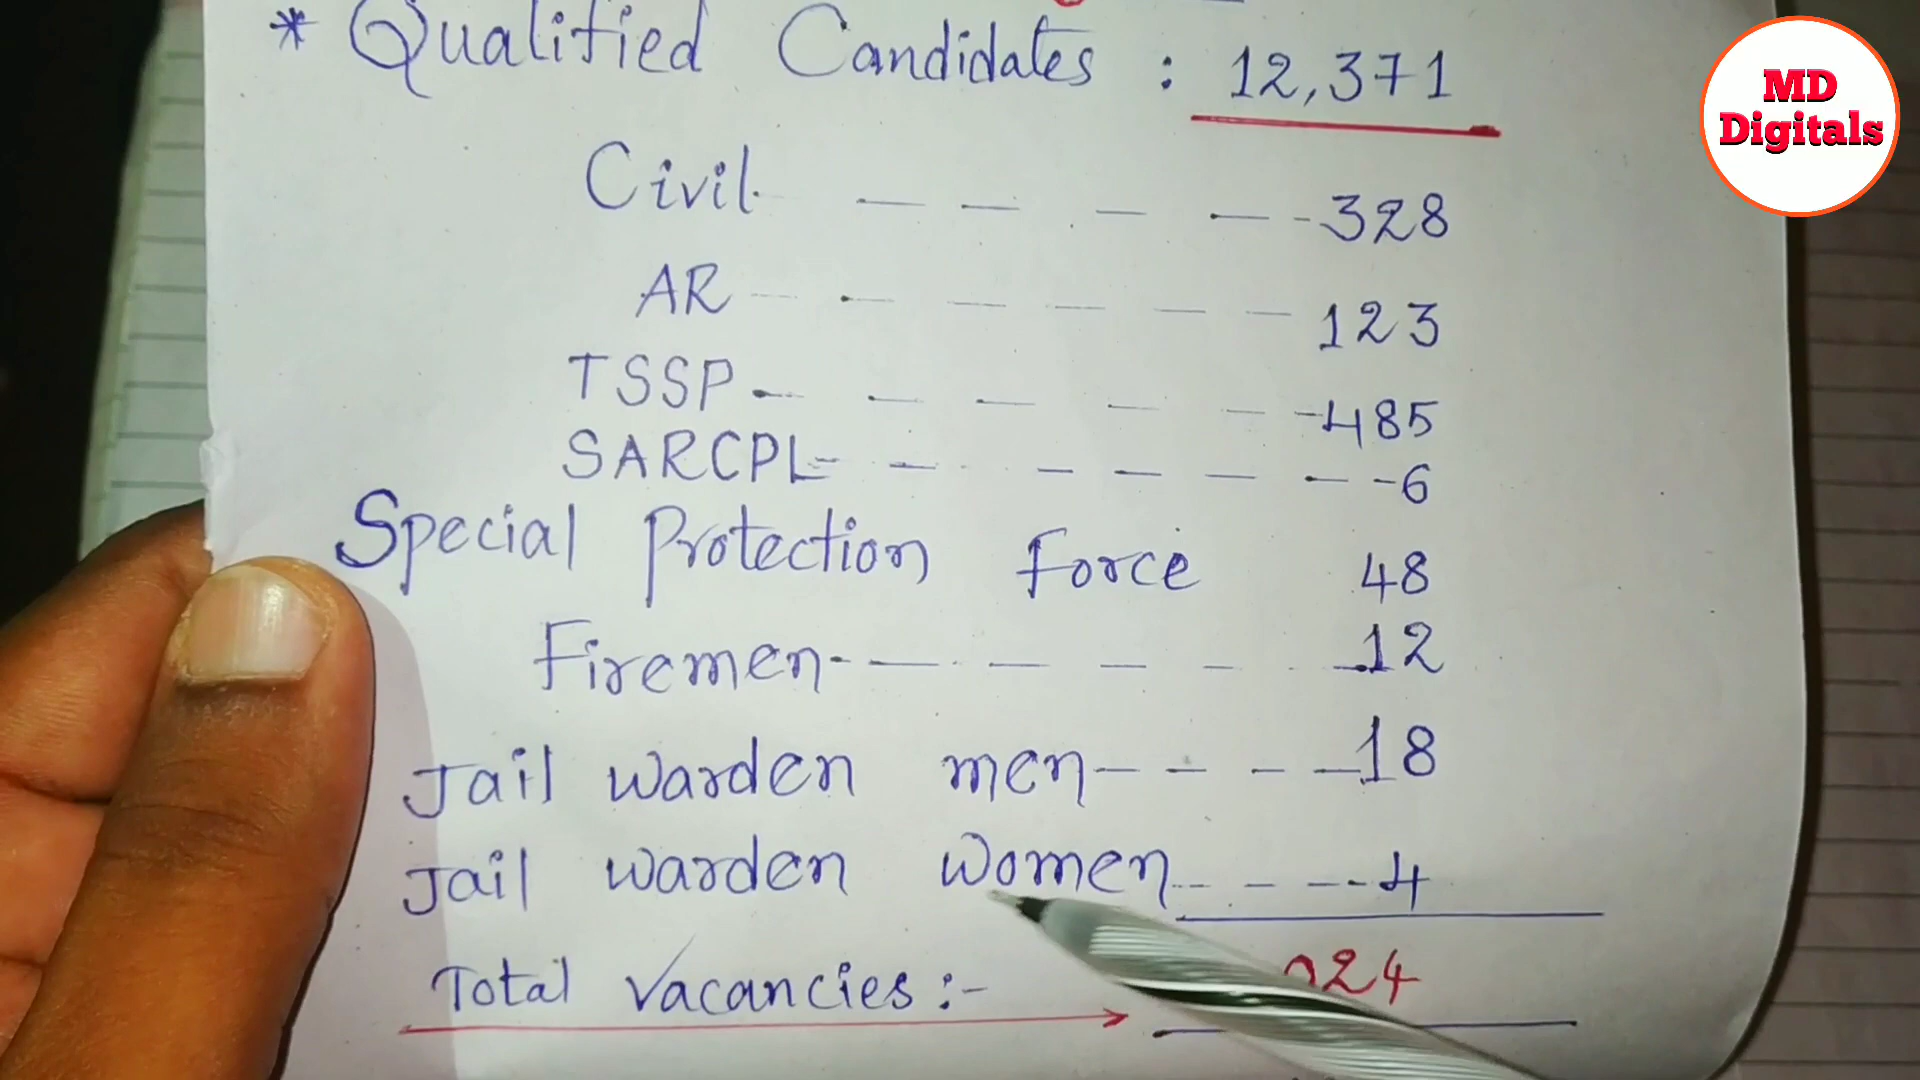 * Qualified Candidates : 12,371
Civil - - - - - 328
AR - - - - - - 123
TSSP - - - - - - 485
SARCPL - - - - - - - 6
Special Protection Force 48
Firemen - - - - - - 12
Jail warden men - - - - 18
Jail warden women - - - - 4
Total Vacancies :- 24
MD
Digitals